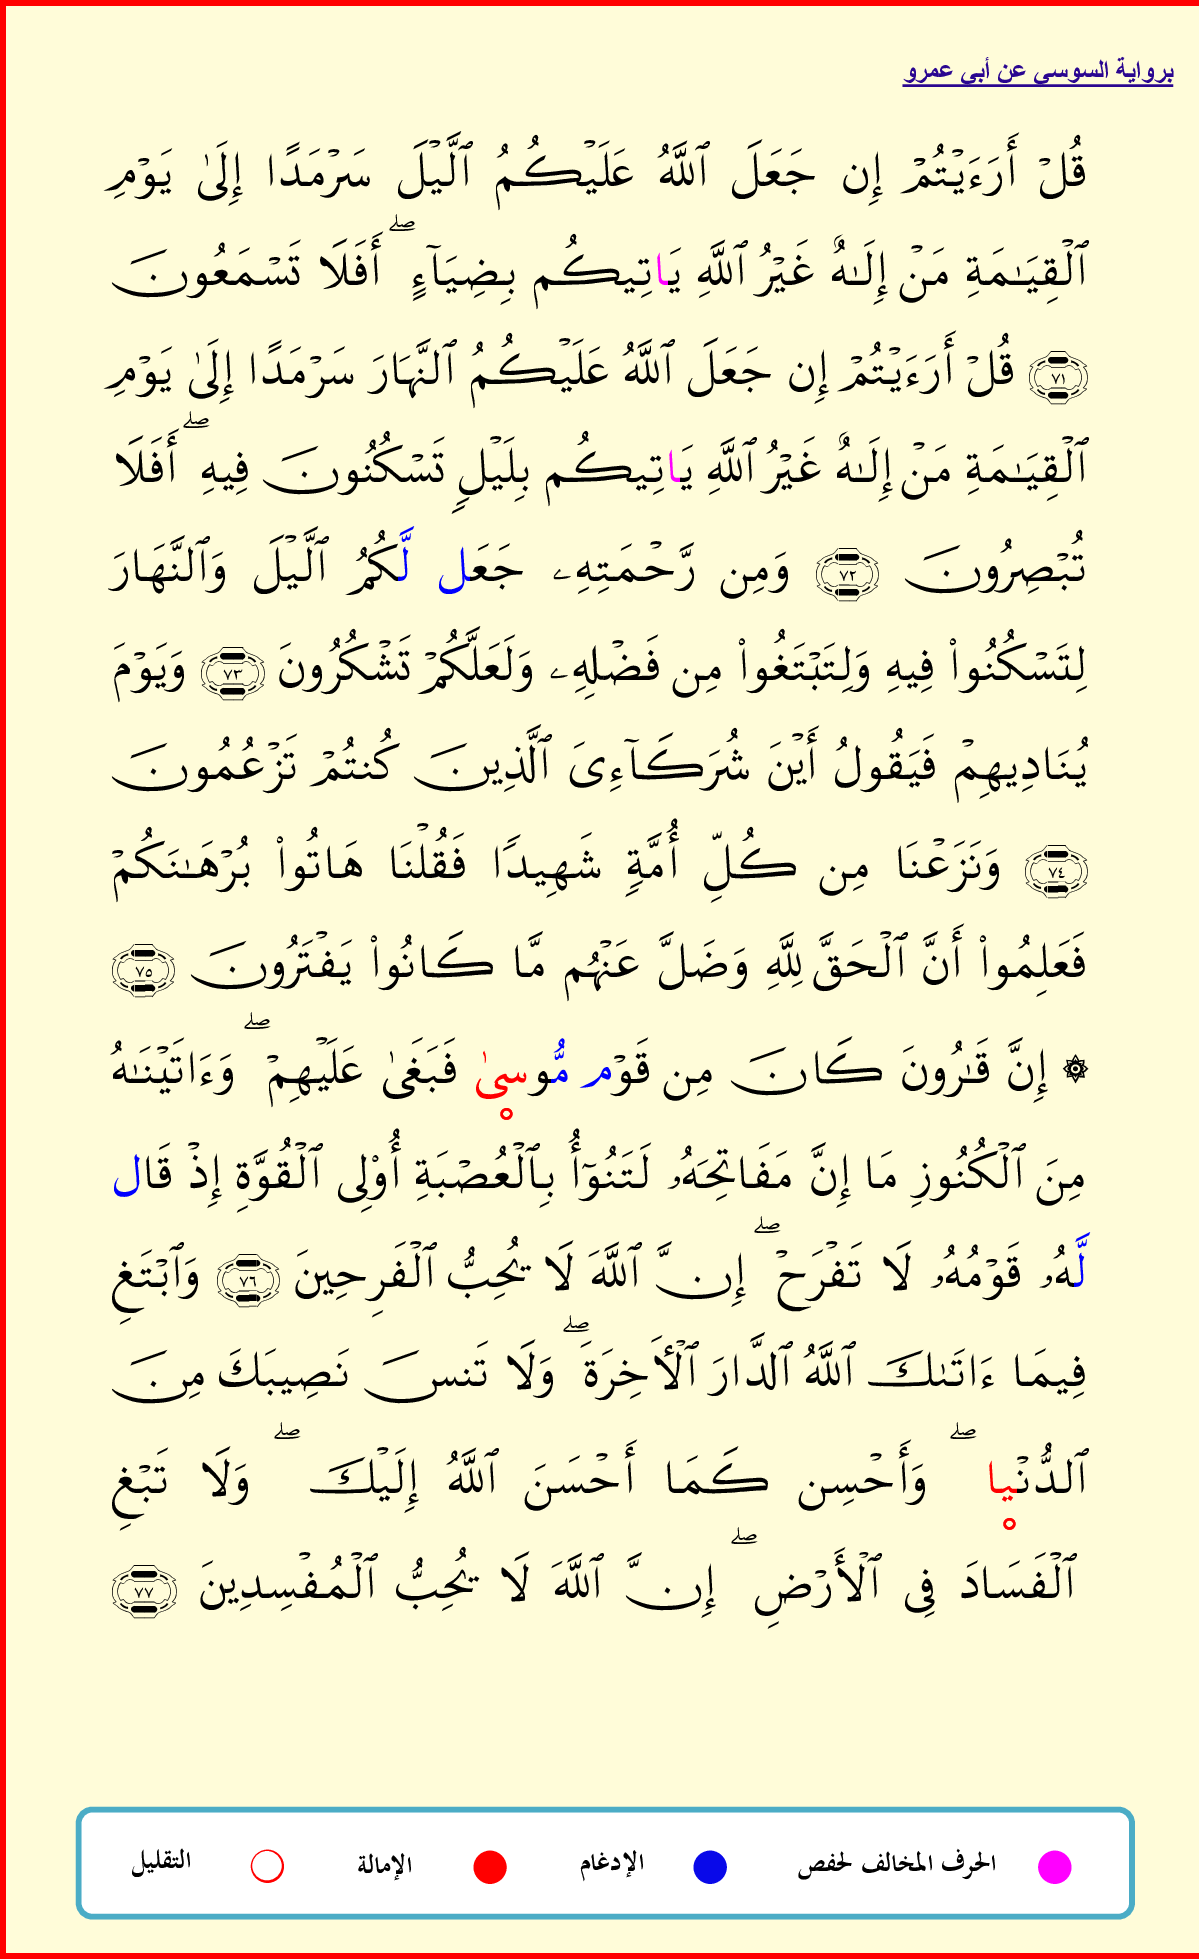 برواية السوسي عن أبي عمرو
قُلْ أَرَءَيْتُمْ إِن جَعَلَ ٱللَّهُ عَلَيْكُمُ ٱلَّيْلَ سَرْمَدًا إِلَىٰ يَوْمِ
ٱلْقِيَـٰمَةِ مَنْ إِلَـٰهٌ غَيْرُ ٱللَّهِ يَاتِيكُم بِضِيَآءٍ ۖ أَفَلَا تَسْمَعُونَ
٧١ قُلْ أَرَءَيْتُمْ إِن جَعَلَ ٱللَّهُ عَلَيْكُمُ ٱلنَّهَارَ سَرْمَدًا إِلَىٰ يَوْمِ
ٱلْقِيَـٰمَةِ مَنْ إِلَـٰهٌ غَيْرُ ٱللَّهِ يَاتِيكُم بِلَيْلٍ تَسْكُنُونَ فِيهِ ۖ أَفَلَا
تُبْصِرُونَ ٧٢ وَمِن رَّحْمَتِهِۦ جَعَل لَّكُمُ ٱلَّيْلَ وَٱلنَّهَارَ
لِتَسْكُنُوا۟ فِيهِ وَلِتَبْتَغُوا۟ مِن فَضْلِهِۦ وَلَعَلَّكُمْ تَشْكُرُونَ ٧٣ وَيَوْمَ
يُنَادِيهِمْ فَيَقُولُ أَيْنَ شُرَكَآءِىَ ٱلَّذِينَ كُنتُمْ تَزْعُمُونَ
٧٤ وَنَزَعْنَا مِن كُلِّ أُمَّةٍ شَهِيدًا فَقُلْنَا هَاتُوا۟ بُرْهَـٰنَكُمْ
فَعَلِمُوا۟ أَنَّ ٱلْحَقَّ لِلَّهِ وَضَلَّ عَنْهُم مَّا كَانُوا۟ يَفْتَرُونَ ٧٥
۞ إِنَّ قَـٰرُونَ كَانَ مِن قَوْم مُّوسىٰ فَبَغَىٰ عَلَيْهِمْ ۖ وَءَاتَيْنَـٰهُ
مِنَ ٱلْكُنُوزِ مَا إِنَّ مَفَاتِحَهُۥ لَتَنُوٓأُ بِٱلْعُصْبَةِ أُوْلِى ٱلْقُوَّةِ إِذْ قَال
لَّهُۥ قَوْمُهُۥ لَا تَفْرَحْ ۖ إِنَّ ٱللَّهَ لَا يُحِبُّ ٱلْفَرِحِينَ ٧٦ وَٱبْتَغِ
فِيمَا ءَاتَىٰكَ ٱللَّهُ ٱلدَّارَ ٱلْأَخِرَةَ ۖ وَلَا تَنسَ نَصِيبَكَ مِنَ
ٱلدُّنْيا ۖ وَأَحْسِن كَمَا أَحْسَنَ ٱللَّهُ إِلَيْكَ ۖ وَلَا تَبْغِ
ٱلْفَسَادَ فِى ٱلْأَرْضِ ۖ إِنَّ ٱللَّهَ لَا يُحِبُّ ٱلْمُفْسِدِينَ ٧٧
الحرف المخالف لحفص الإدغام الإمالة التقليل